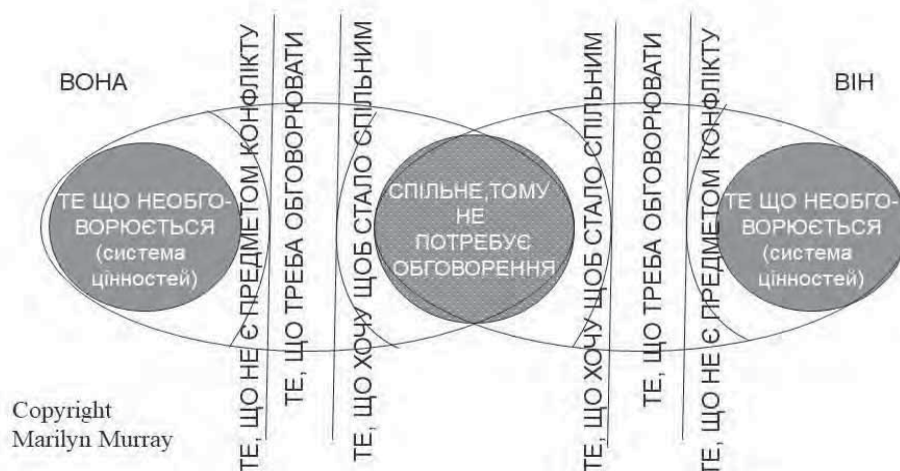 ВОНА
ВІН
ТЕ ЩО НЕОБГО-
ВОРЮЄТЬСЯ
(система
цінностей)
ТЕ, ЩО НЕ Є ПРЕДМЕТОМ КОНФЛІКТУ
ТЕ, ЩО ТРЕБА ОБГОВОРЮВАТИ
ТЕ, ЩО ХОЧУ ЩОБ СТАЛО СПІЛЬНИМ
СПІЛЬНЕ,ТОМУ
НЕ
ПОТРЕБУЄ
ОБГОВОРЕННЯ
ТЕ, ЩО ХОЧУ ЩОБ СТАЛО СПІЛЬНИМ
ТЕ, ЩО ТРЕБА ОБГОВОРЮВАТИ
ТЕ, ЩО НЕ Є ПРЕДМЕТОМ КОНФЛІКТУ
ТЕ ЩО НЕОБГО-
ВОРЮЄТЬСЯ
(система
цінностей)
Copyright
Marilyn Murray